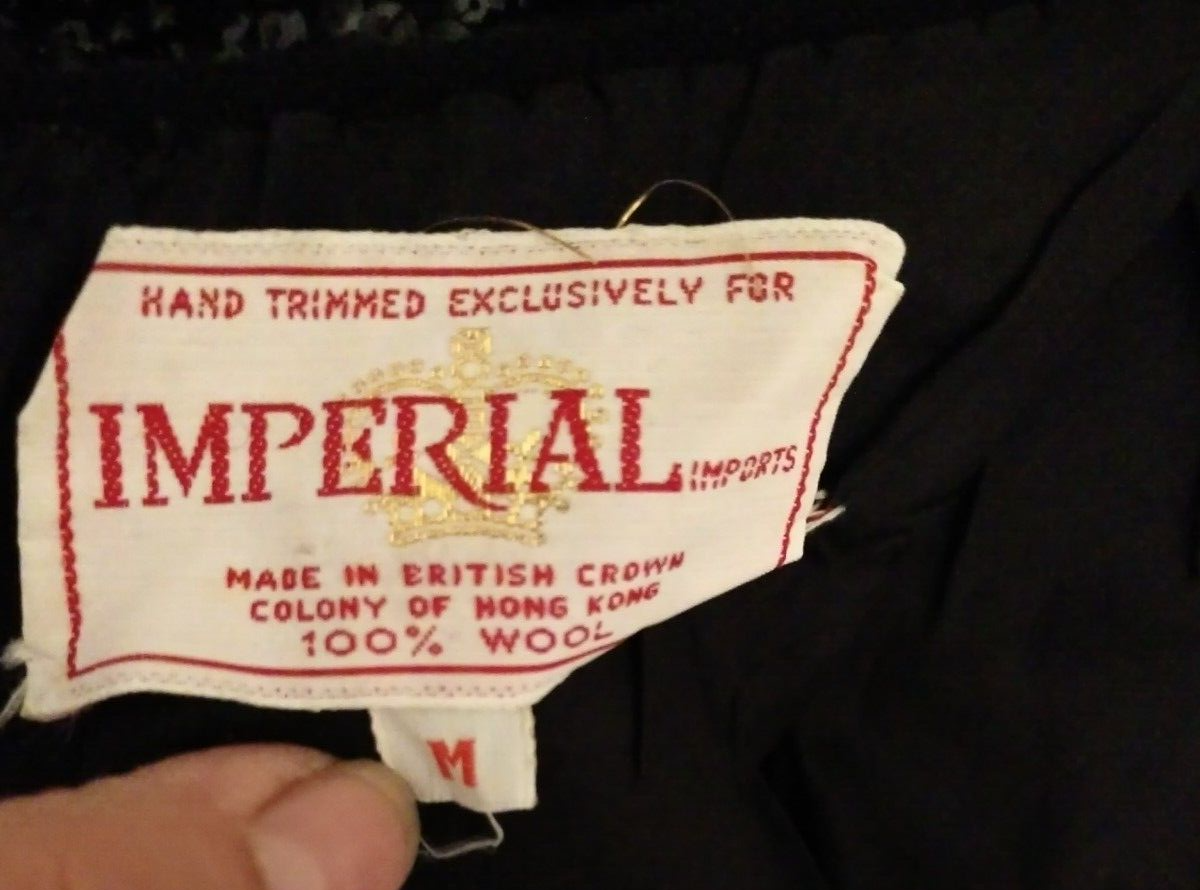 HAND TRIMMED EXCLUSIVELY FOR
IMPERIAL IMPORTS
MADE IN BRITISH CROWN
COLONY OF HONG KONG
100% WOOL
M